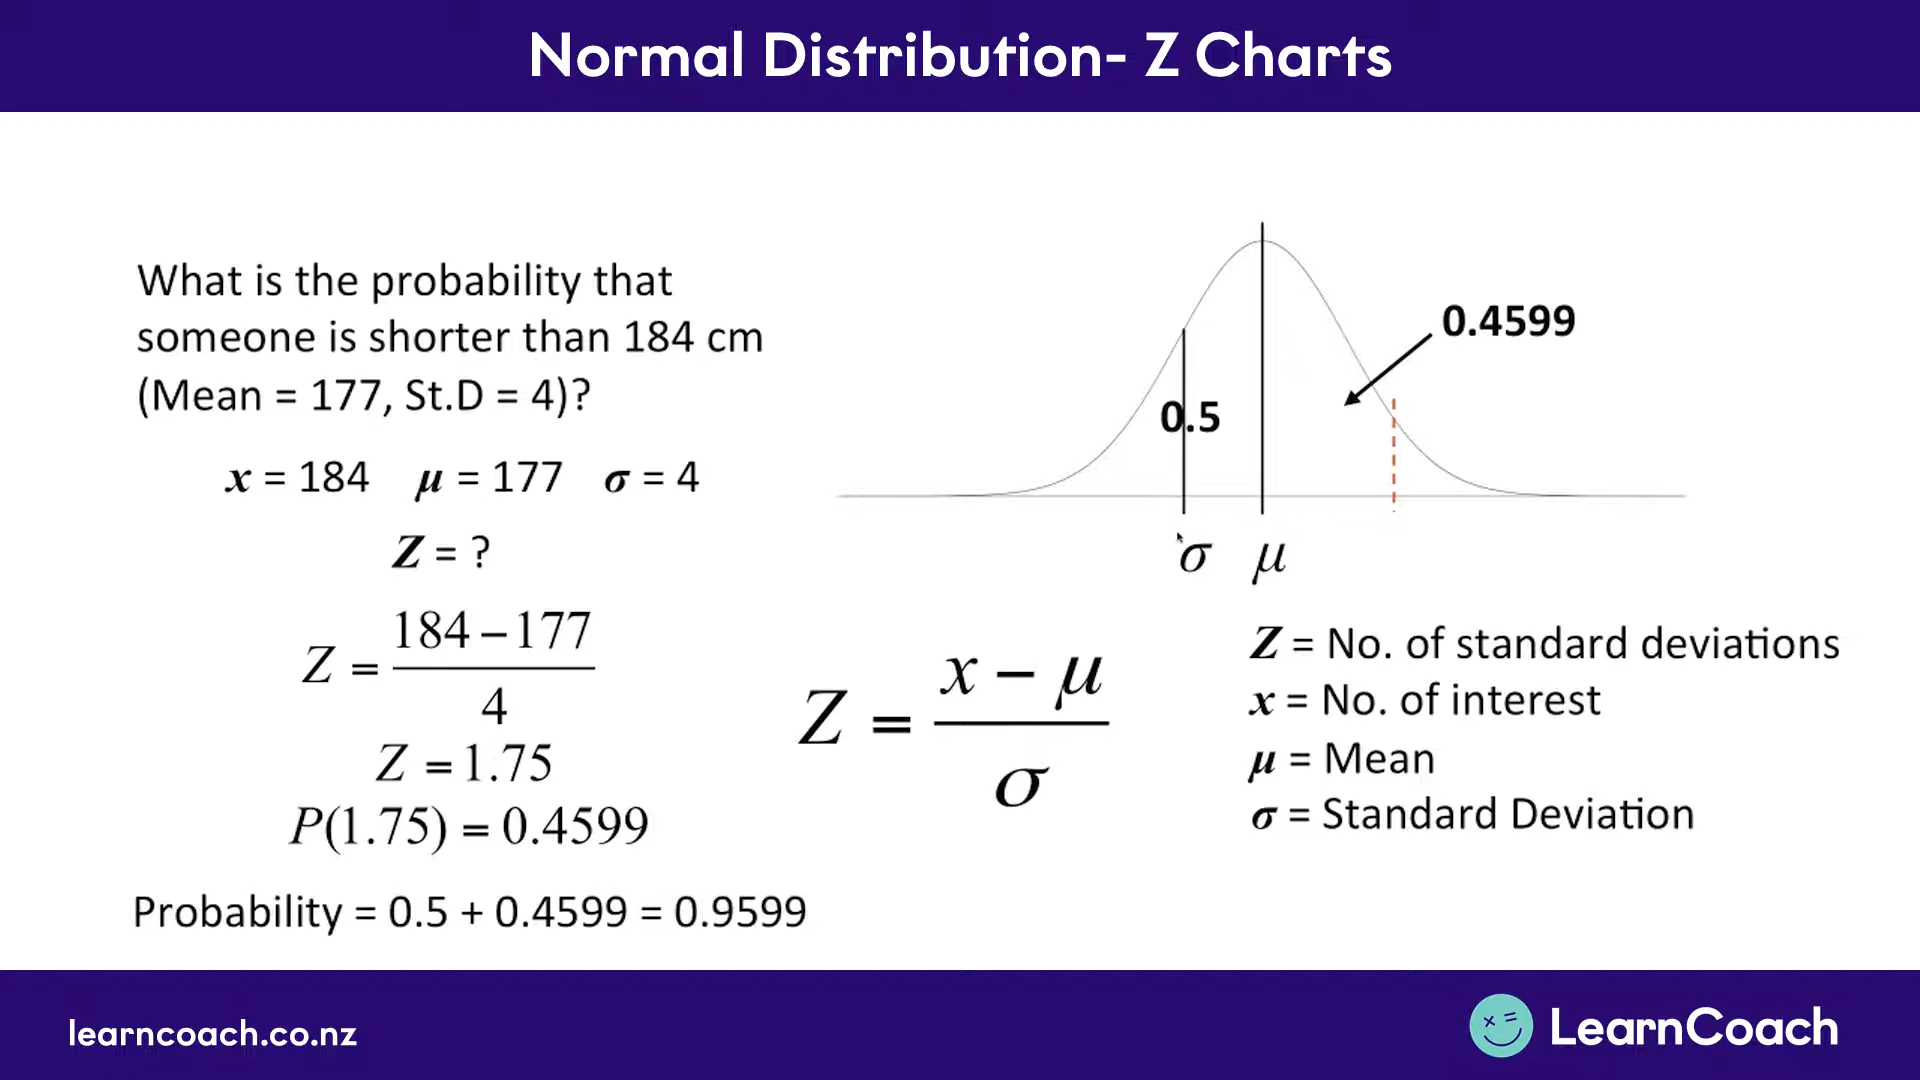 Normal Distribution- Z Charts
What is the probability that
someone is shorter than 184 cm
(Mean = 177, St.D = 4)?
x = 184 μ = 177 σ = 4
Z = ?
Z = 184 – 177
4
Z = 1.75
P(1.75) = 0.4599
Probability = 0.5 + 0.4599 = 0.9599
0.4599
0.5
σ μ
Z = x – μ
σ
Z = No. of standard deviations
x = No. of interest
μ = Mean
σ = Standard Deviation
learncoach.co.nz
LearnCoach